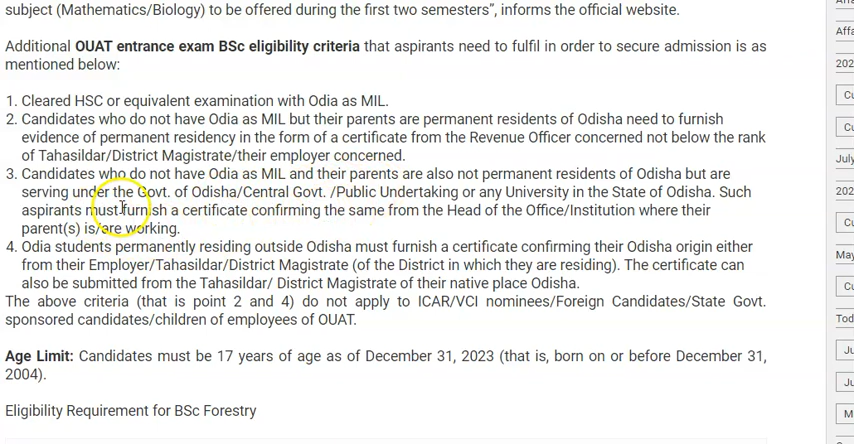 subject (Mathematics/Biology) to be offered during the first two semesters”, informs the official website.
Additional OUAT entrance exam BSc eligibility criteria that aspirants need to fulfil in order to secure admission is as
mentioned below:
1. Cleared HSC or equivalent examination with Odia as MIL.
2. Candidates who do not have Odia as MIL but their parents are permanent residents of Odisha need to furnish
evidence of permanent residency in the form of a certificate from the Revenue Officer concerned not below the rank
of Tahasildar/District Magistrate/their employer concerned.
3. Candidates who do not have Odia as MIL and their parents are also not permanent residents of Odisha but are
serving under the Govt. of Odisha/Central Govt. /Public Undertaking or any University in the State of Odisha. Such
aspirants must furnish a certificate confirming the same from the Head of the Office/Institution where their
parent(s) is/are working.
4. Odia students permanently residing outside Odisha must furnish a certificate confirming their Odisha origin either
from their Employer/Tahasildar/District Magistrate (of the District in which they are residing). The certificate can
also be submitted from the Tahasildar/ District Magistrate of their native place Odisha.
The above criteria (that is point 2 and 4) do not apply to ICAR/VCI nominees/Foreign Candidates/State Govt.
sponsored candidates/children of employees of OUAT.
Age Limit: Candidates must be 17 years of age as of December 31, 2023 (that is, born on or before December 31,
2004).
Eligibility Requirement for BSc Forestry
Affa
202
Cu
Cu
July
202
Cu
May
Cu
Tod
Ju
Ju
M